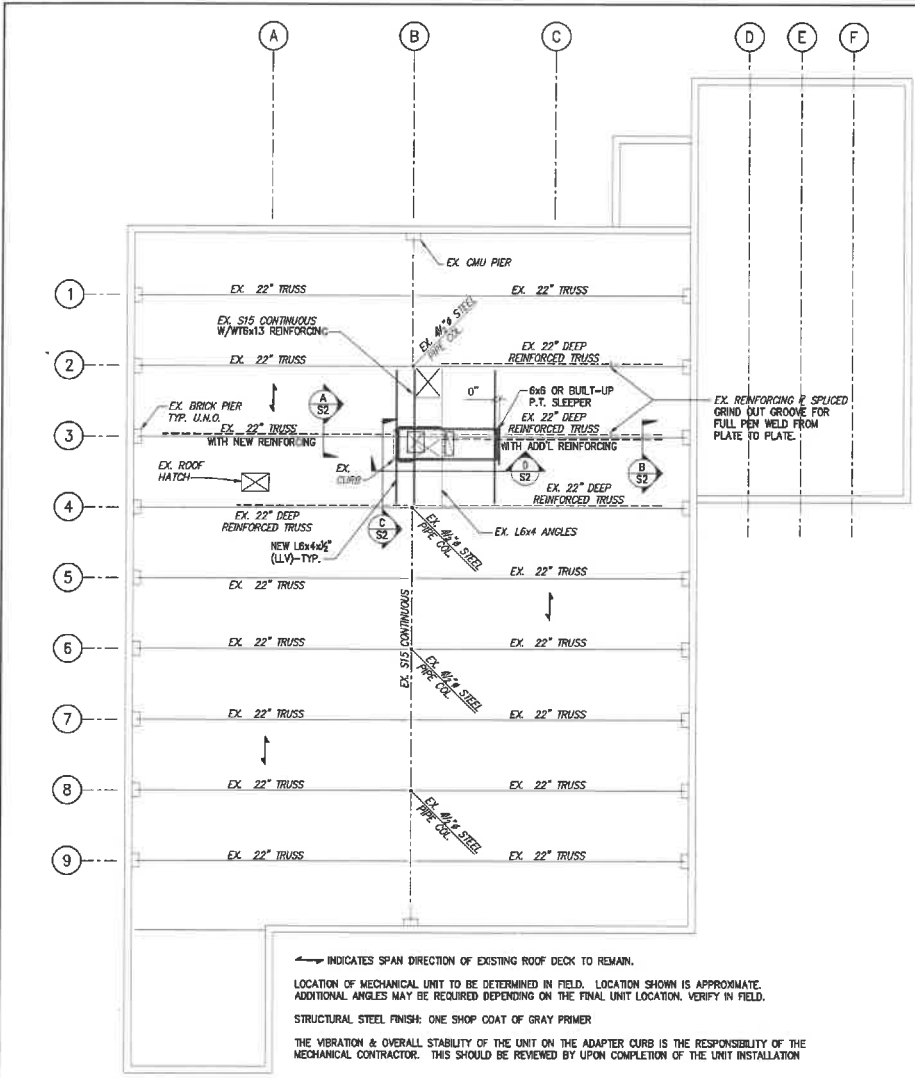 A B C D E F
EX. CMU PIER
1 EX. 22" TRUSS EX. 22" TRUSS
EX. S15 CONTINUOUS
W/WT6x13 REINFORCING
EX. 4½"ø STEEL
PIPE COL.
EX. 22" DEEP
REINFORCED TRUSS
2 EX. 22" TRUSS
A
S2
0"
6x6 OR BUILT-UP
P.T. SLEEPER
EX. REINFORCING ℞ SPLICED
GRIND OUT GROOVE FOR
FULL PEN WELD FROM
PLATE TO PLATE.
EX. BRICK PIER
TYP. U.N.O.
EX. 22" DEEP
REINFORCED TRUSS
3 EX. 22" TRUSS
WITH NEW REINFORCING
WITH ADD'L REINFORCING
EX. ROOF
HATCH
EX.
CURB
D
S2
B
S2
EX. 22" DEEP
REINFORCED TRUSS
4
EX. 22" DEEP
REINFORCED TRUSS
C
S2
EX. 4½"ø STEEL
PIPE COL.
EX. L6x4 ANGLES
NEW L6x4x½"
(LLV)-TYP.
5 EX. 22" TRUSS EX. 22" TRUSS
EX. S15 CONTINUOUS
6 EX. 22" TRUSS EX. 22" TRUSS
EX. 4½"ø STEEL
PIPE COL.
7 EX. 22" TRUSS EX. 22" TRUSS
8 EX. 22" TRUSS EX. 22" TRUSS
EX. 4½"ø STEEL
PIPE COL.
9 EX. 22" TRUSS EX. 22" TRUSS
INDICATES SPAN DIRECTION OF EXISTING ROOF DECK TO REMAIN.
LOCATION OF MECHANICAL UNIT TO BE DETERMINED IN FIELD. LOCATION SHOWN IS APPROXIMATE.
ADDITIONAL ANGLES MAY BE REQUIRED DEPENDING ON THE FINAL UNIT LOCATION. VERIFY IN FIELD.
STRUCTURAL STEEL FINISH: ONE SHOP COAT OF GRAY PRIMER
THE VIBRATION & OVERALL STABILITY OF THE UNIT ON THE ADAPTER CURB IS THE RESPONSIBILITY OF THE
MECHANICAL CONTRACTOR. THIS SHOULD BE REVIEWED BY UPON COMPLETION OF THE UNIT INSTALLATION